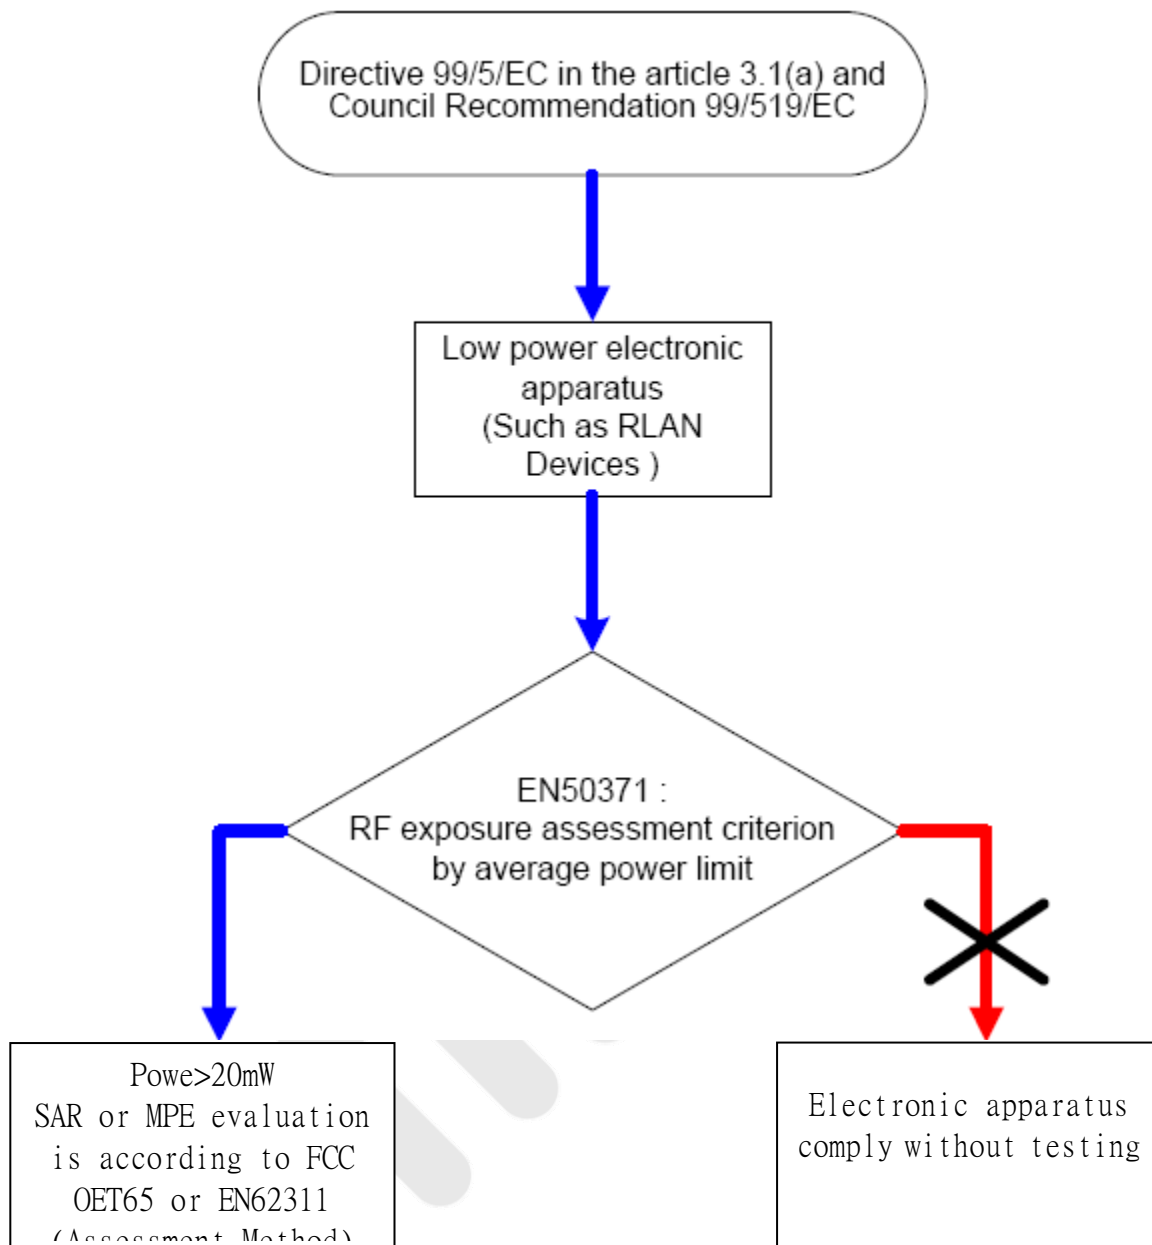 Directive 99/5/EC in the article 3.1(a) and
Council Recommendation 99/519/EC
Low power electronic
apparatus
(Such as RLAN
Devices )
EN50371 :
RF exposure assessment criterion
by average power limit
Powe>20mW
SAR or MPE evaluation
is according to FCC
OET65 or EN62311
(Assessment Method)
Electronic apparatus
comply without testing